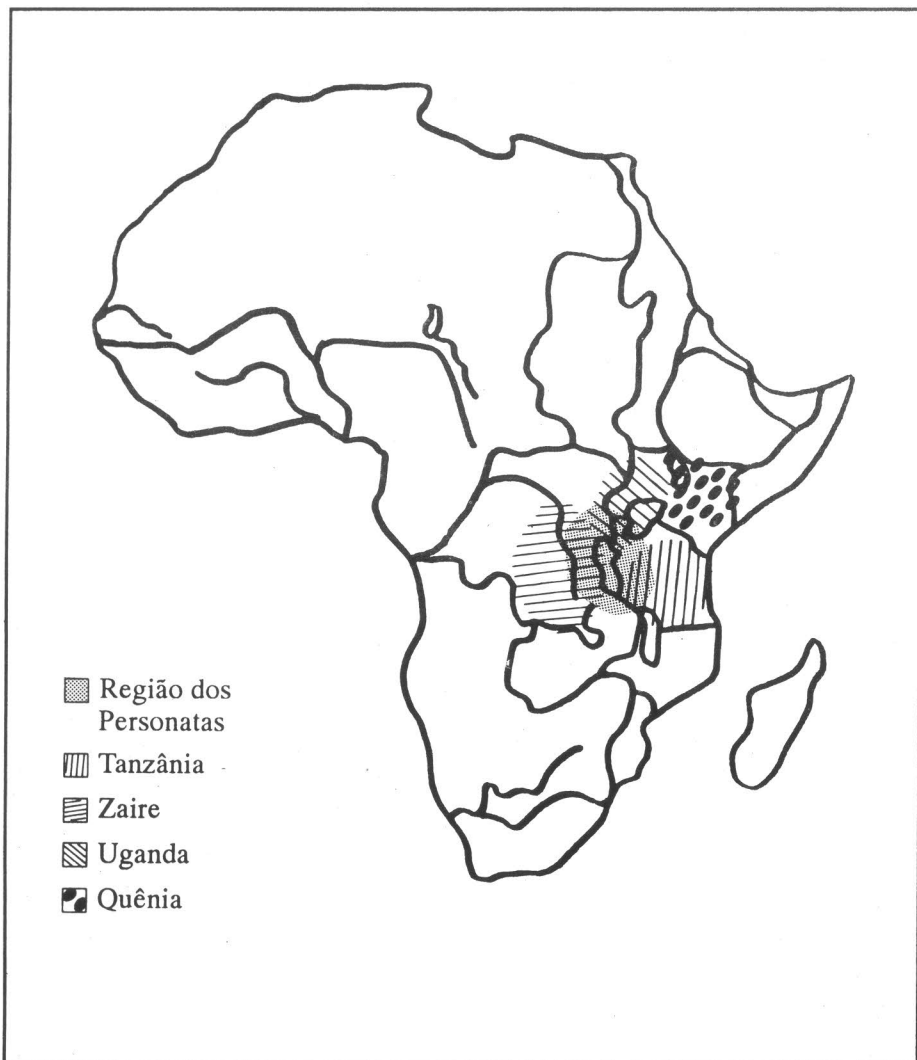 Região dos
Personatas
Tanzânia
Zaire
Uganda
Quênia